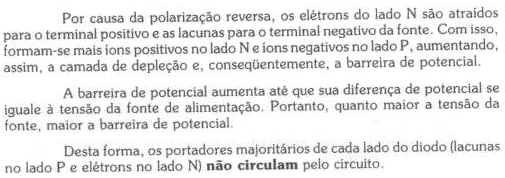 Por causa da polarização reversa, os elétrons do lado N são atraídos
para o terminal positivo e as lacunas para o terminal negativo da fonte. Com isso,
formam-se mais íons positivos no lado N e íons negativos no lado P, aumentando,
assim, a camada de depleção e, conseqüentemente, a barreira de potencial.
A barreira de potencial aumenta até que sua diferença de potencial se
iguale à tensão da fonte de alimentação. Portanto, quanto maior a tensão da
fonte, maior a barreira de potencial.
Desta forma, os portadores majoritários de cada lado do diodo (lacunas
no lado P e elétrons no lado N) não circulam pelo circuito.